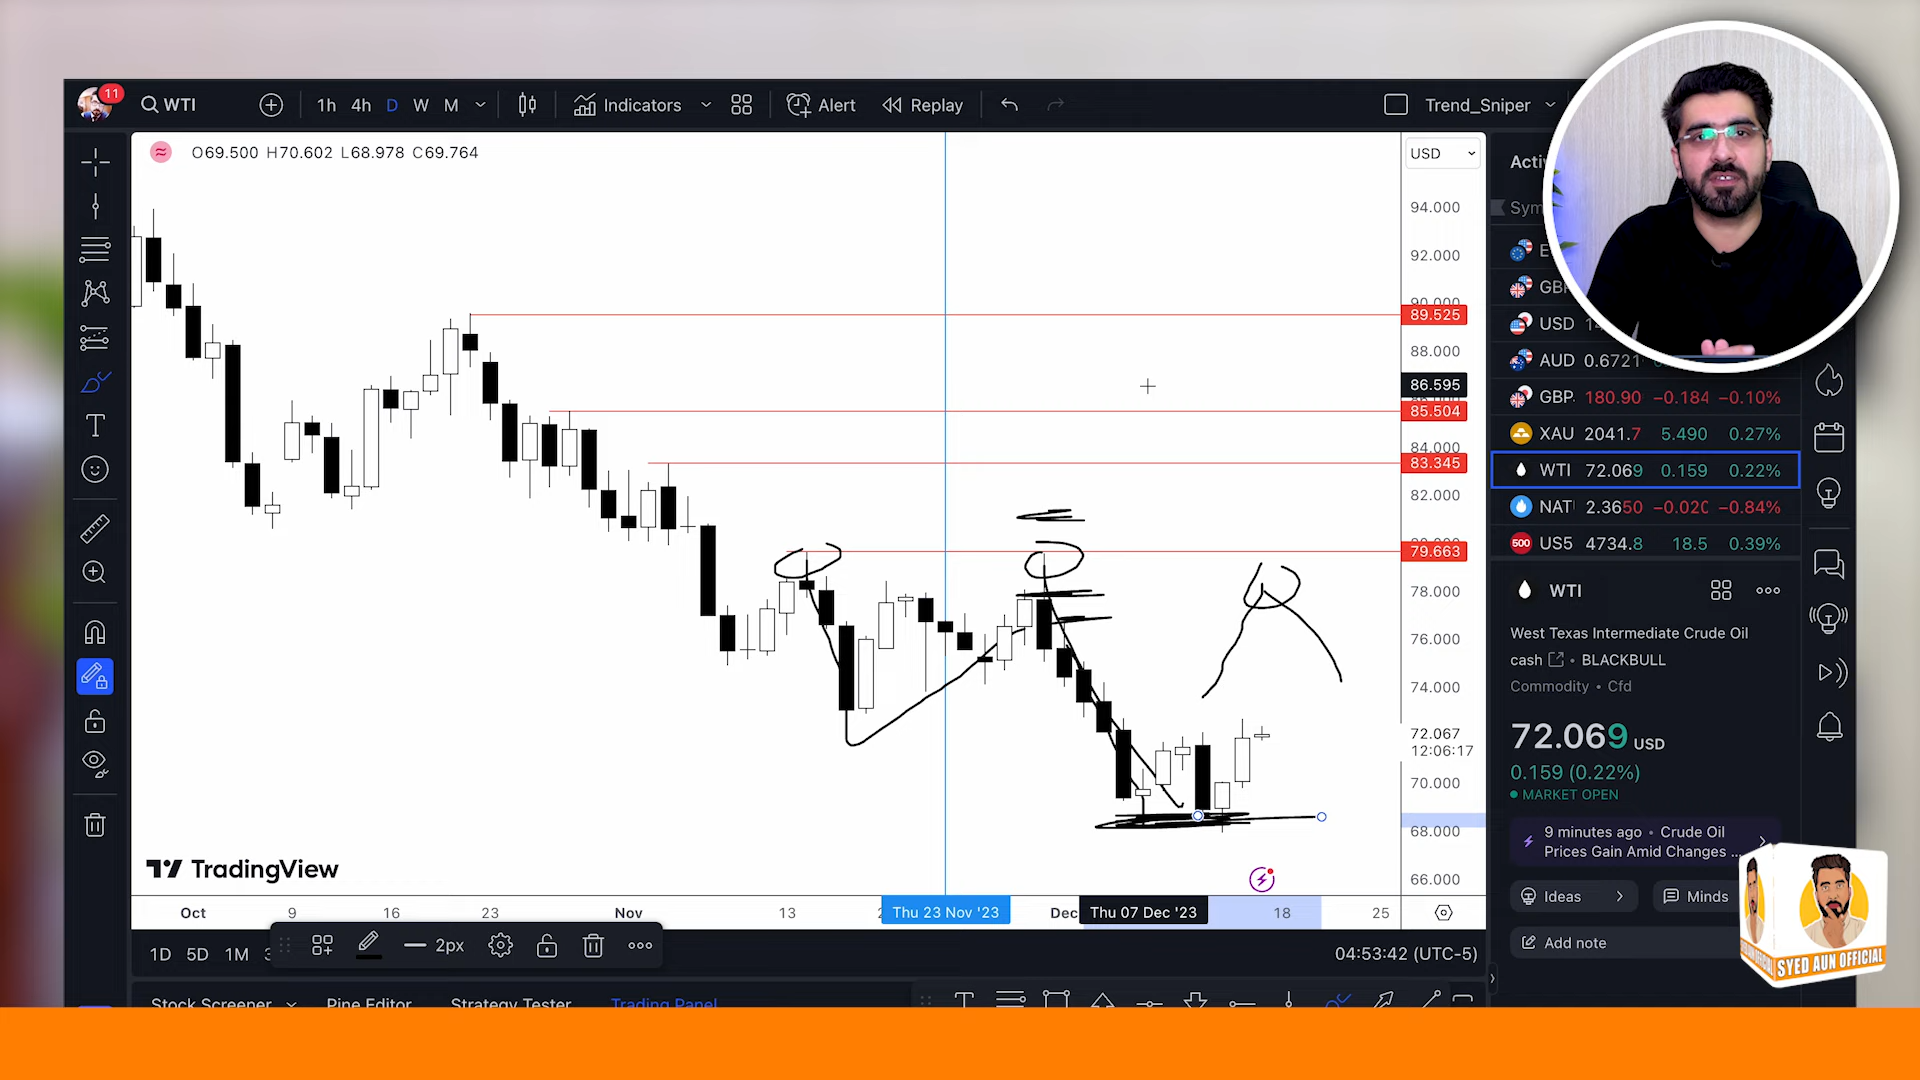 11
WTI
1h 4h D W M
Indicators
Alert
Replay
Trend_Sniper
O69.500 H70.602 L68.978 C69.764
USD
94.000
92.000
90.000
89.525
88.000
86.595
85.504
84.000
83.345
82.000
79.663
78.000
76.000
74.000
72.067
12:06:17
70.000
68.000
66.000
TradingView
Oct 9 16 23 Nov 13 Thu 23 Nov '23 Dec Thu 07 Dec '23 18 25
1D 5D 1M
2px
04:53:42 (UTC-5)
Stock Screener Pine Editor Strategy Tester Trading Panel
Sym
USD
AUD 0.6721
GBP 180.90 −0.184 −0.10%
XAU 2041.7 5.490 0.27%
WTI 72.069 0.159 0.22%
NAT 2.3650 −0.020 −0.84%
500 US5 4734.8 18.5 0.39%
WTI
West Texas Intermediate Crude Oil
cash • BLACKBULL
Commodity • Cfd
72.069 USD
0.159 (0.22%)
MARKET OPEN
9 minutes ago • Crude Oil
Prices Gain Amid Changes ...
Ideas
Minds
Add note
SYED AUN OFFICIAL